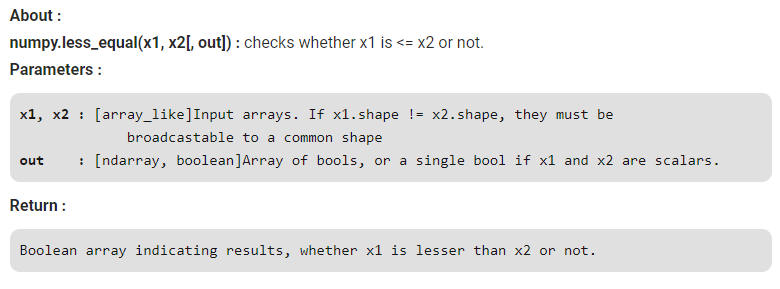 About :
numpy.less_equal(x1, x2[, out]) : checks whether x1 is <= x2 or not.
Parameters :
x1, x2 : [array_like]Input arrays. If x1.shape != x2.shape, they must be
broadcastable to a common shape
out    : [ndarray, boolean]Array of bools, or a single bool if x1 and x2 are scalars.
Return :
Boolean array indicating results, whether x1 is lesser than x2 or not.